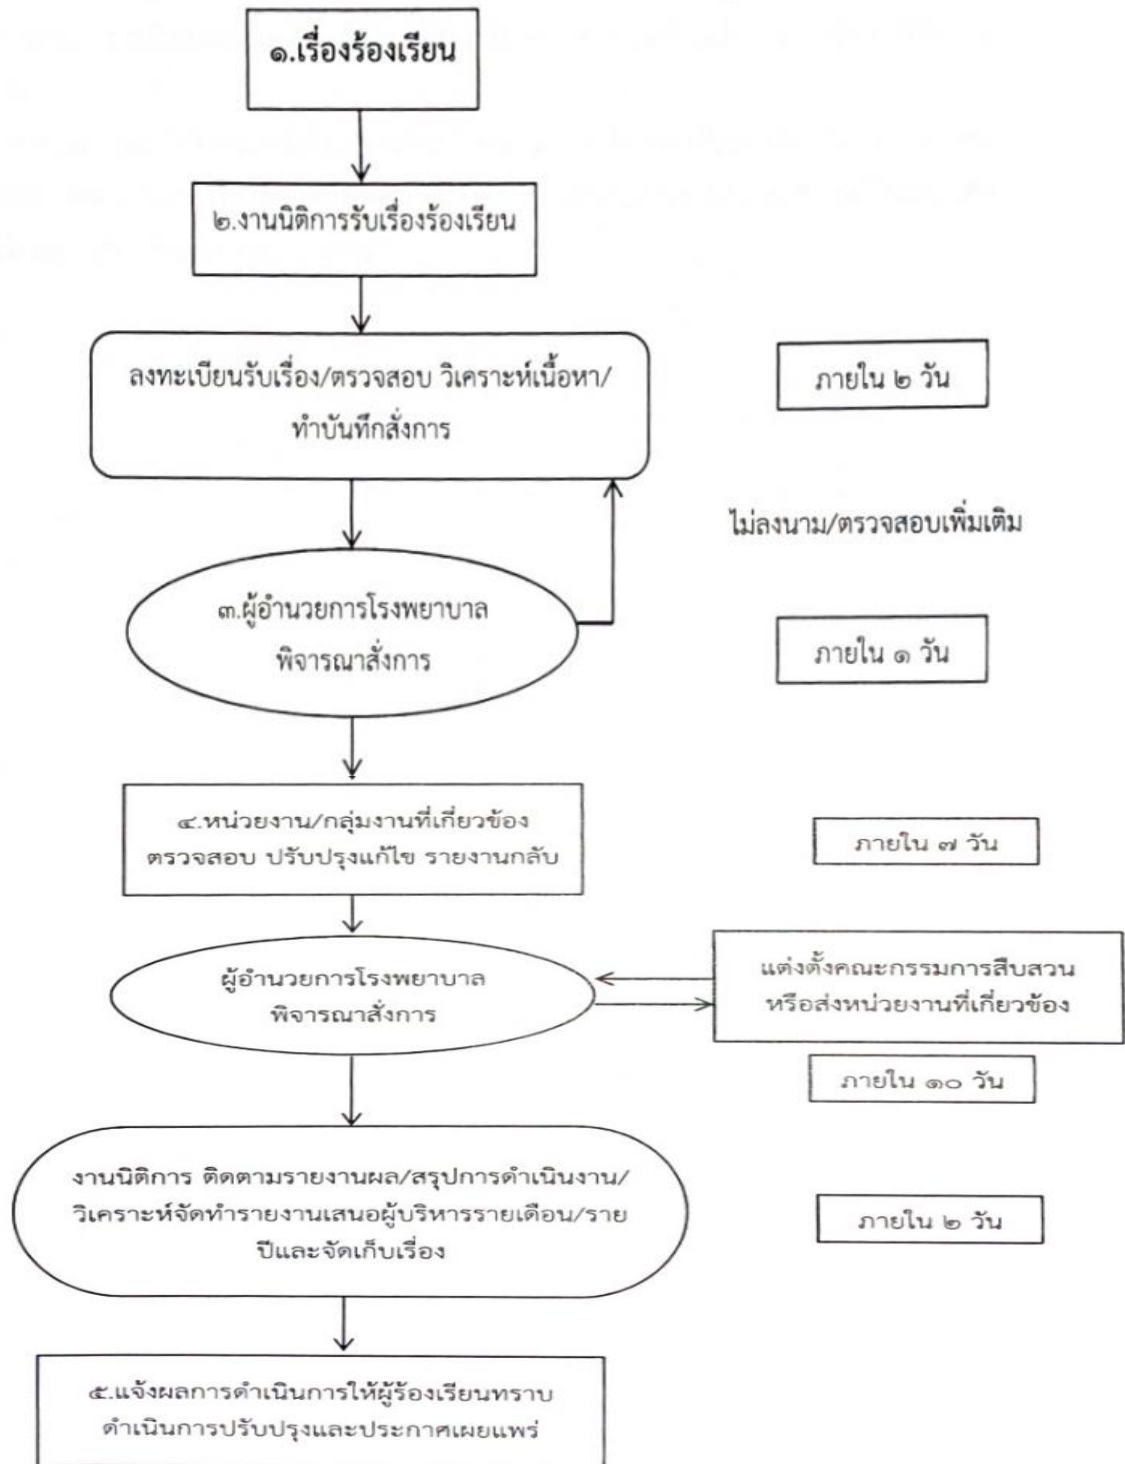 ๑.เรื่องร้องเรียน
๒.งานนิติการรับเรื่องร้องเรียน
ลงทะเบียนรับเรื่อง/ตรวจสอบ วิเคราะห์เนื้อหา/
ทำบันทึกสั่งการ
ภายใน ๒ วัน
ไม่ลงนาม/ตรวจสอบเพิ่มเติม
๓.ผู้อำนวยการโรงพยาบาล
พิจารณาสั่งการ
ภายใน ๑ วัน
๔.หน่วยงาน/กลุ่มงานที่เกี่ยวข้อง
ตรวจสอบ ปรับปรุงแก้ไข รายงานกลับ
ภายใน ๗ วัน
ผู้อำนวยการโรงพยาบาล
พิจารณาสั่งการ
แต่งตั้งคณะกรรมการสืบสวน
หรือส่งหน่วยงานที่เกี่ยวข้อง
ภายใน ๑๐ วัน
งานนิติการ ติดตามรายงานผล/สรุปการดำเนินงาน/
วิเคราะห์จัดทำรายงานเสนอผู้บริหารรายเดือน/ราย
ปีและจัดเก็บเรื่อง
ภายใน ๒ วัน
๕.แจ้งผลการดำเนินการให้ผู้ร้องเรียนทราบ
ดำเนินการปรับปรุงและประกาศเผยแพร่